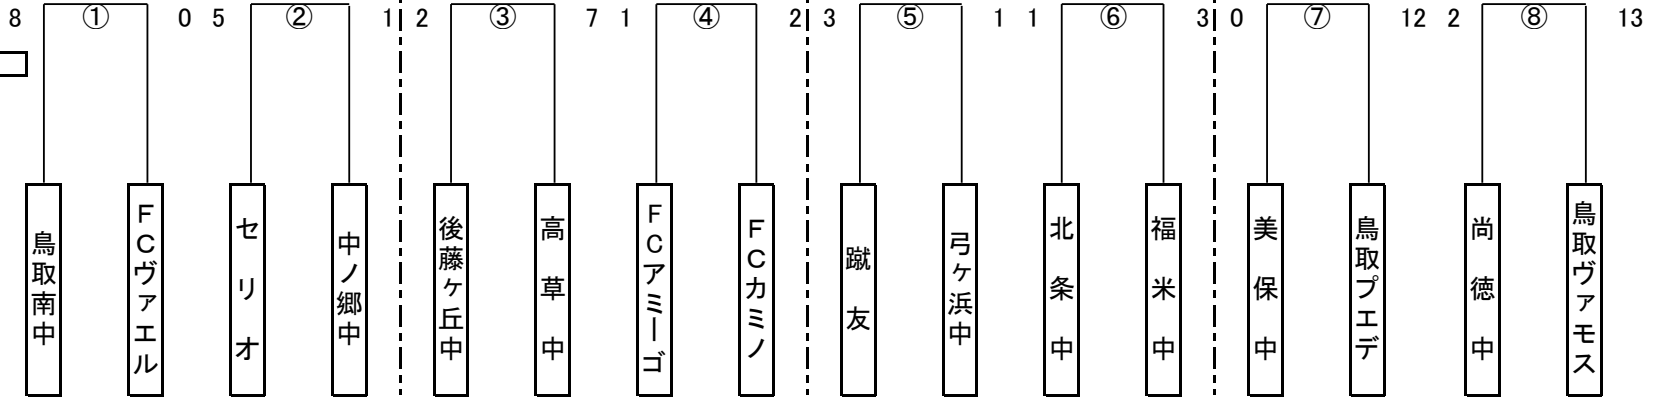 8 ① 0 5 ② 1 2 ③ 7 1 ④ 2 3 ⑤ 1 1 ⑥ 3 0 ⑦ 12 2 ⑧ 13
鳥取南中
FCヴァエル
セリオ
中ノ郷中
後藤ヶ丘中
高草中
FCアミーゴ
FCカミノ
蹴友
弓ヶ浜中
北条中
福米中
美保中
鳥取プエデ
尚徳中
鳥取ヴァモス